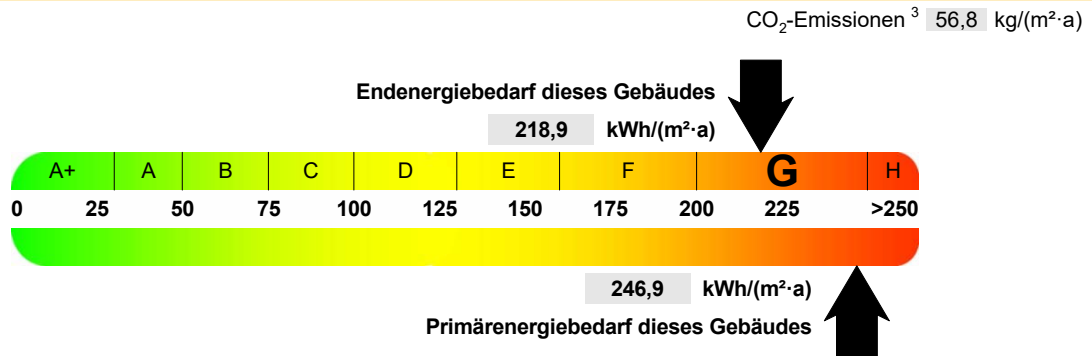 CO₂-Emissionen ³ 56,8 kg/(m²·a)
Endenergiebedarf dieses Gebäudes
218,9 kWh/(m²·a)
A+ A B C D E F G H
0 25 50 75 100 125 150 175 200 225 >250
246,9 kWh/(m²·a)
Primärenergiebedarf dieses Gebäudes